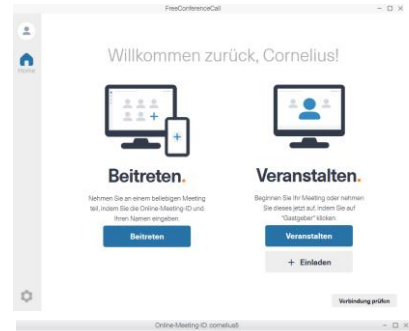 FreeConferenceCall
Home
Willkommen zurück, Cornelius!
Beitreten.
Nehmen Sie an einem beliebigen Meeting
teil, indem Sie die Online-Meeting-ID und
Ihren Namen eingeben
Beitreten
Veranstalten.
Beginnen Sie Ihr Meeting oder nehmen
Sie dieses jetzt auf, indem Sie auf
"Gastgeber" klicken.
Veranstalten
+ Einladen
Verbindung prüfen
Online-Meeting-ID: cornelius6